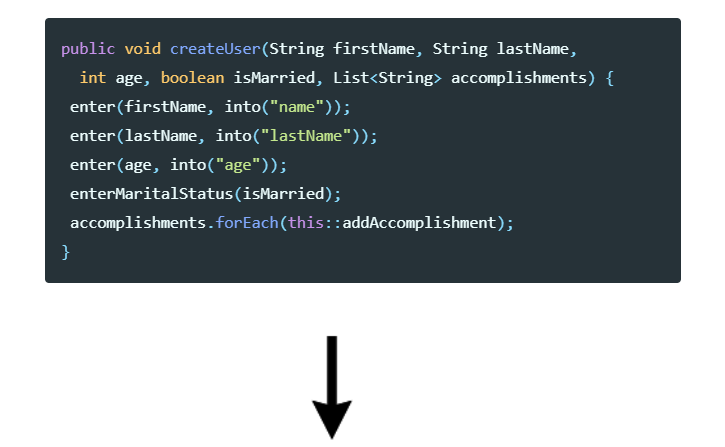 public void createUser(String firstName, String lastName,
int age, boolean isMarried, List<String> accomplishments) {
enter(firstName, into("name"));
enter(lastName, into("lastName"));
enter(age, into("age"));
enterMaritalStatus(isMarried);
accomplishments.forEach(this::addAccomplishment);
}